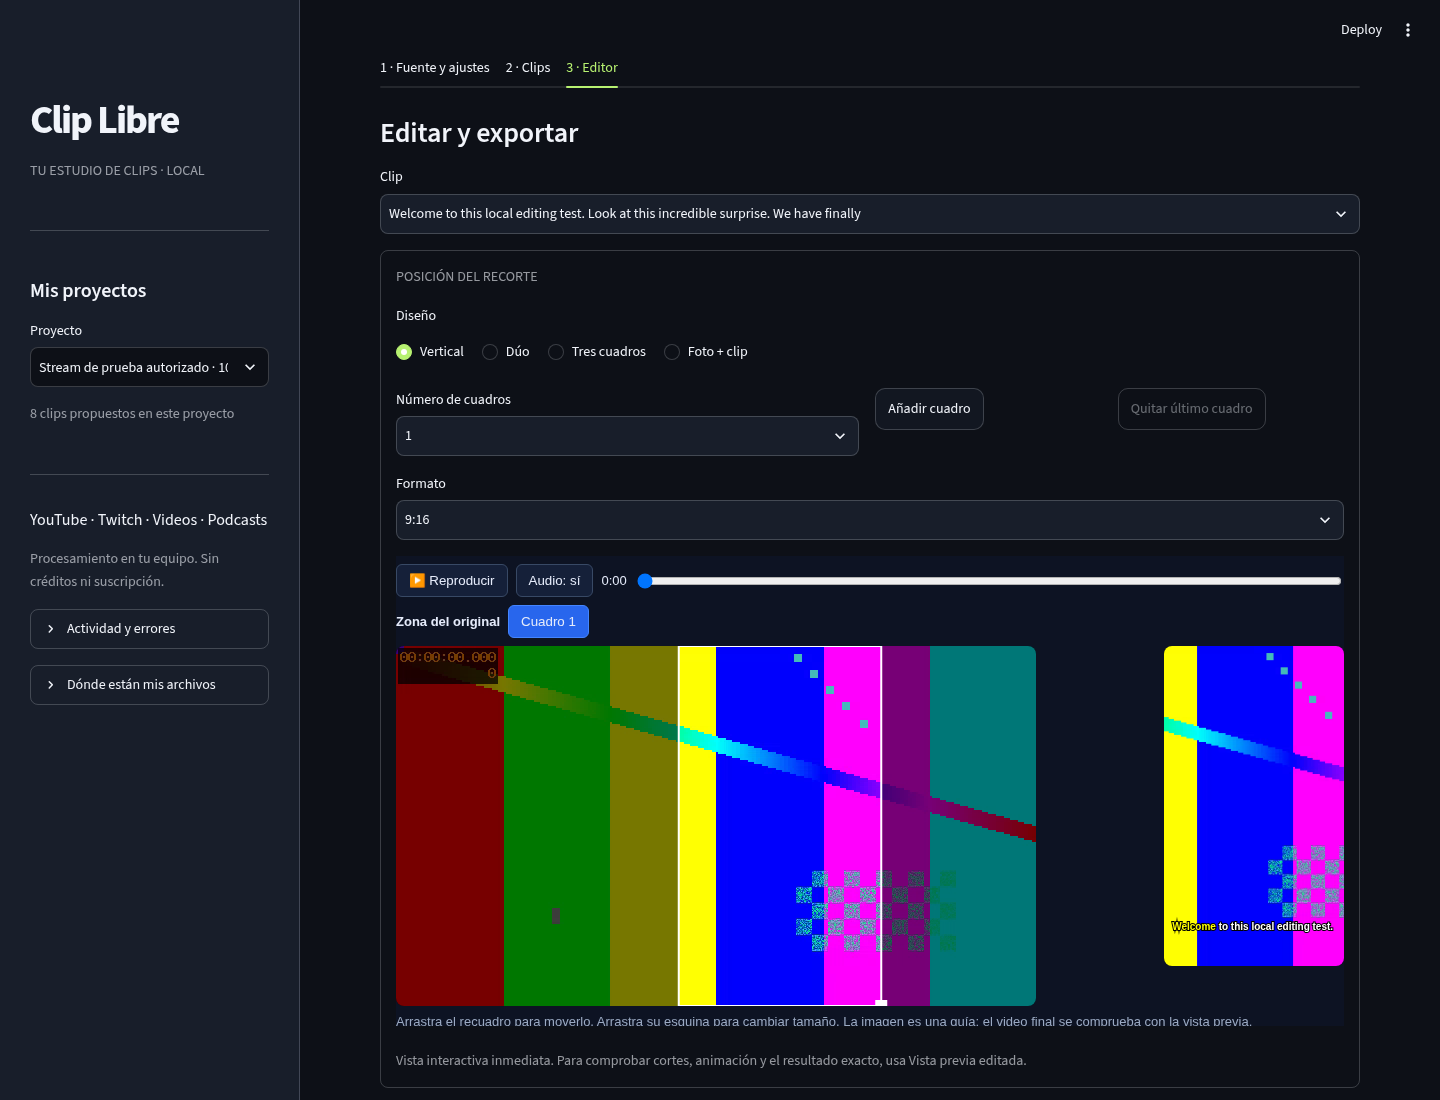 Deploy
1 · Fuente y ajustes
2 · Clips
3 · Editor
Clip Libre
TU ESTUDIO DE CLIPS · LOCAL
Mis proyectos
Proyecto
Stream de prueba autorizado · 10
8 clips propuestos en este proyecto
YouTube · Twitch · Videos · Podcasts
Procesamiento en tu equipo. Sin
créditos ni suscripción.
Actividad y errores
Dónde están mis archivos
Editar y exportar
Clip
Welcome to this local editing test. Look at this incredible surprise. We have finally
POSICIÓN DEL RECORTE
Diseño
Vertical
Dúo
Tres cuadros
Foto + clip
Número de cuadros
1
Añadir cuadro
Quitar último cuadro
Formato
9:16
Reproducir
Audio: sí
0:00
Zona del original
Cuadro 1
00:00:00.000
0
Welcome to this local editing test.
Arrastra el recuadro para moverlo. Arrastra su esquina para cambiar tamaño. La imagen es una guía; el video final se comprueba con la vista previa.
Vista interactiva inmediata. Para comprobar cortes, animación y el resultado exacto, usa Vista previa editada.